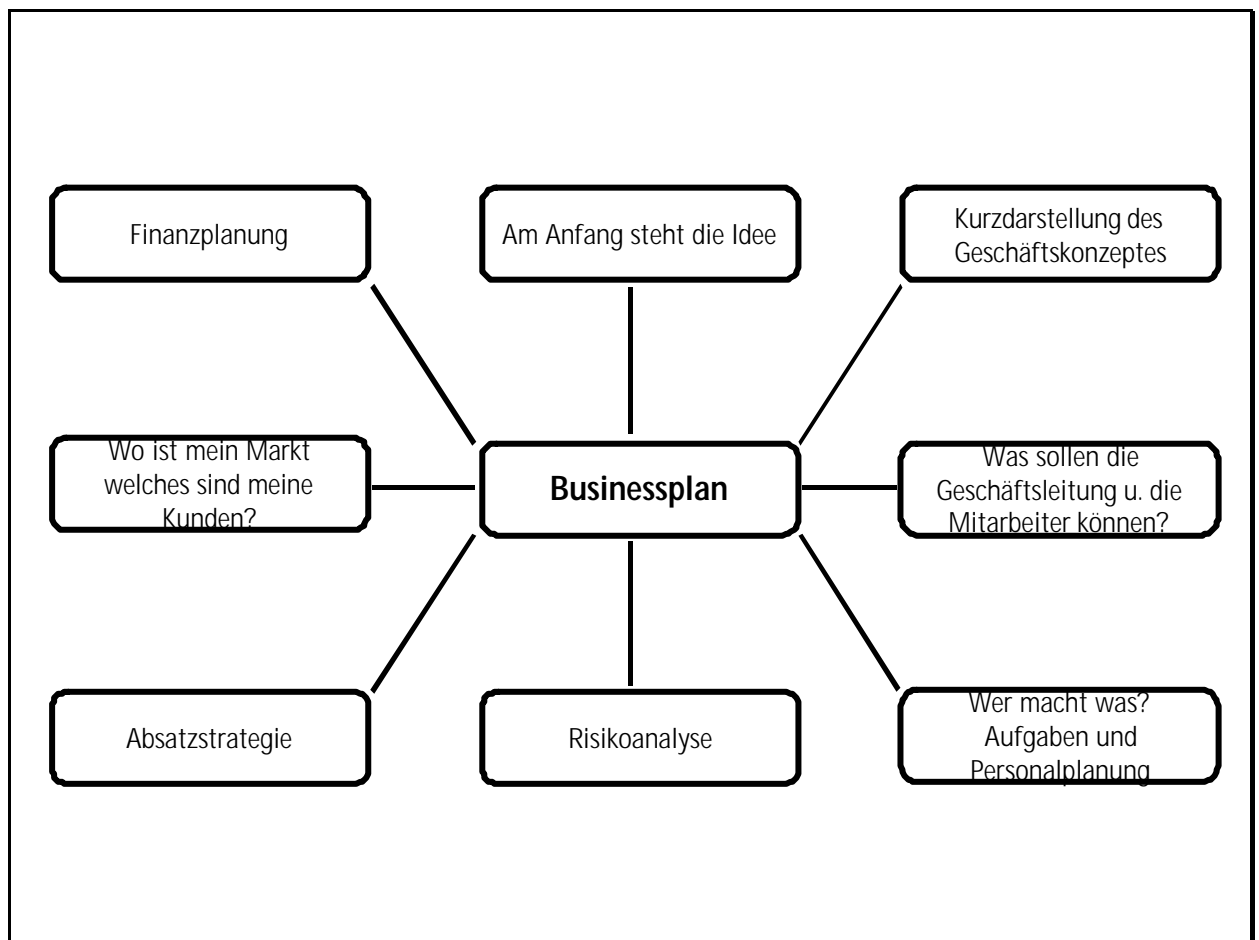 Finanzplanung
Am Anfang steht die Idee
Kurzdarstellung des
Geschäftskonzeptes
Wo ist mein Markt
welches sind meine
Kunden?
Businessplan
Was sollen die
Geschäftsleitung u. die
Mitarbeiter können?
Absatzstrategie
Risikoanalyse
Wer macht was?
Aufgaben und
Personalplanung